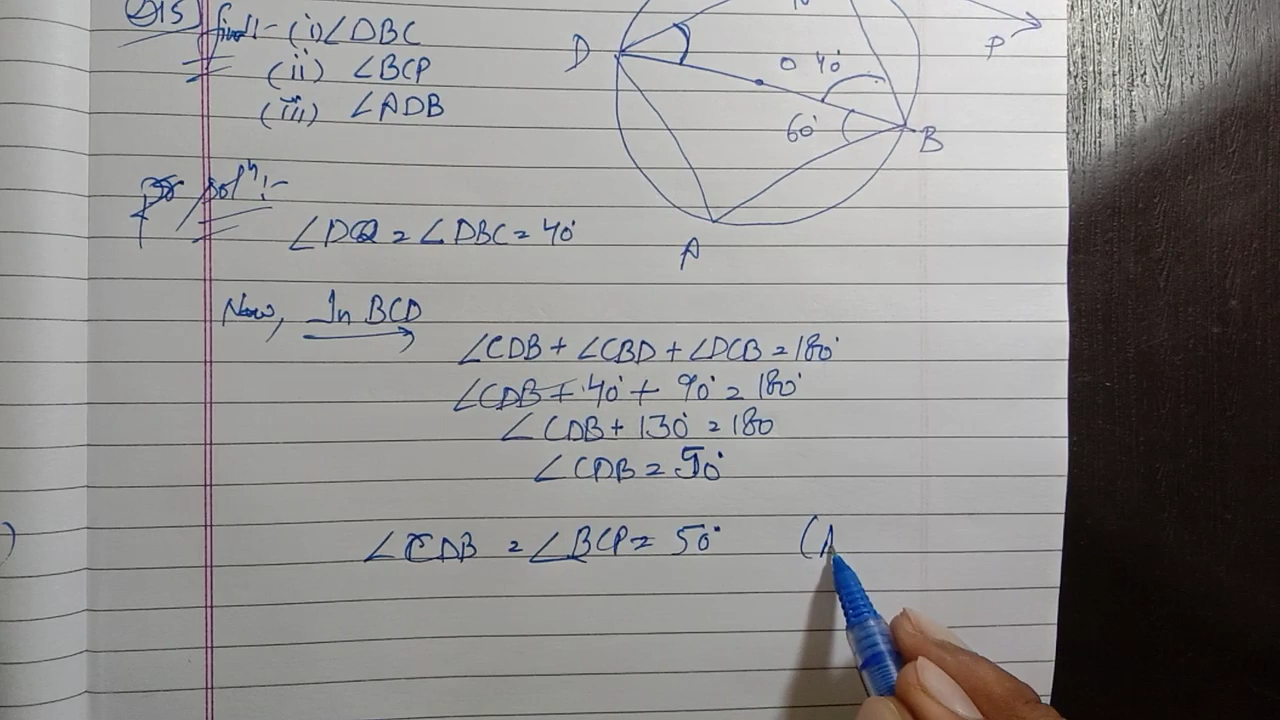 Q15) find:- (i) ∠DBC
(ii) ∠BCP
(iii) ∠ADB
D
O 40°
60°
B
P
A
solⁿ:-
∠DCQ = ∠DBC = 40°
Now, In BCD
∠CDB + ∠CBD + ∠DCB = 180°
∠CDB + 40° + 90° = 180°
∠CDB + 130° = 180
∠CDB = 50°
∠CDB = ∠BCP = 50° (A